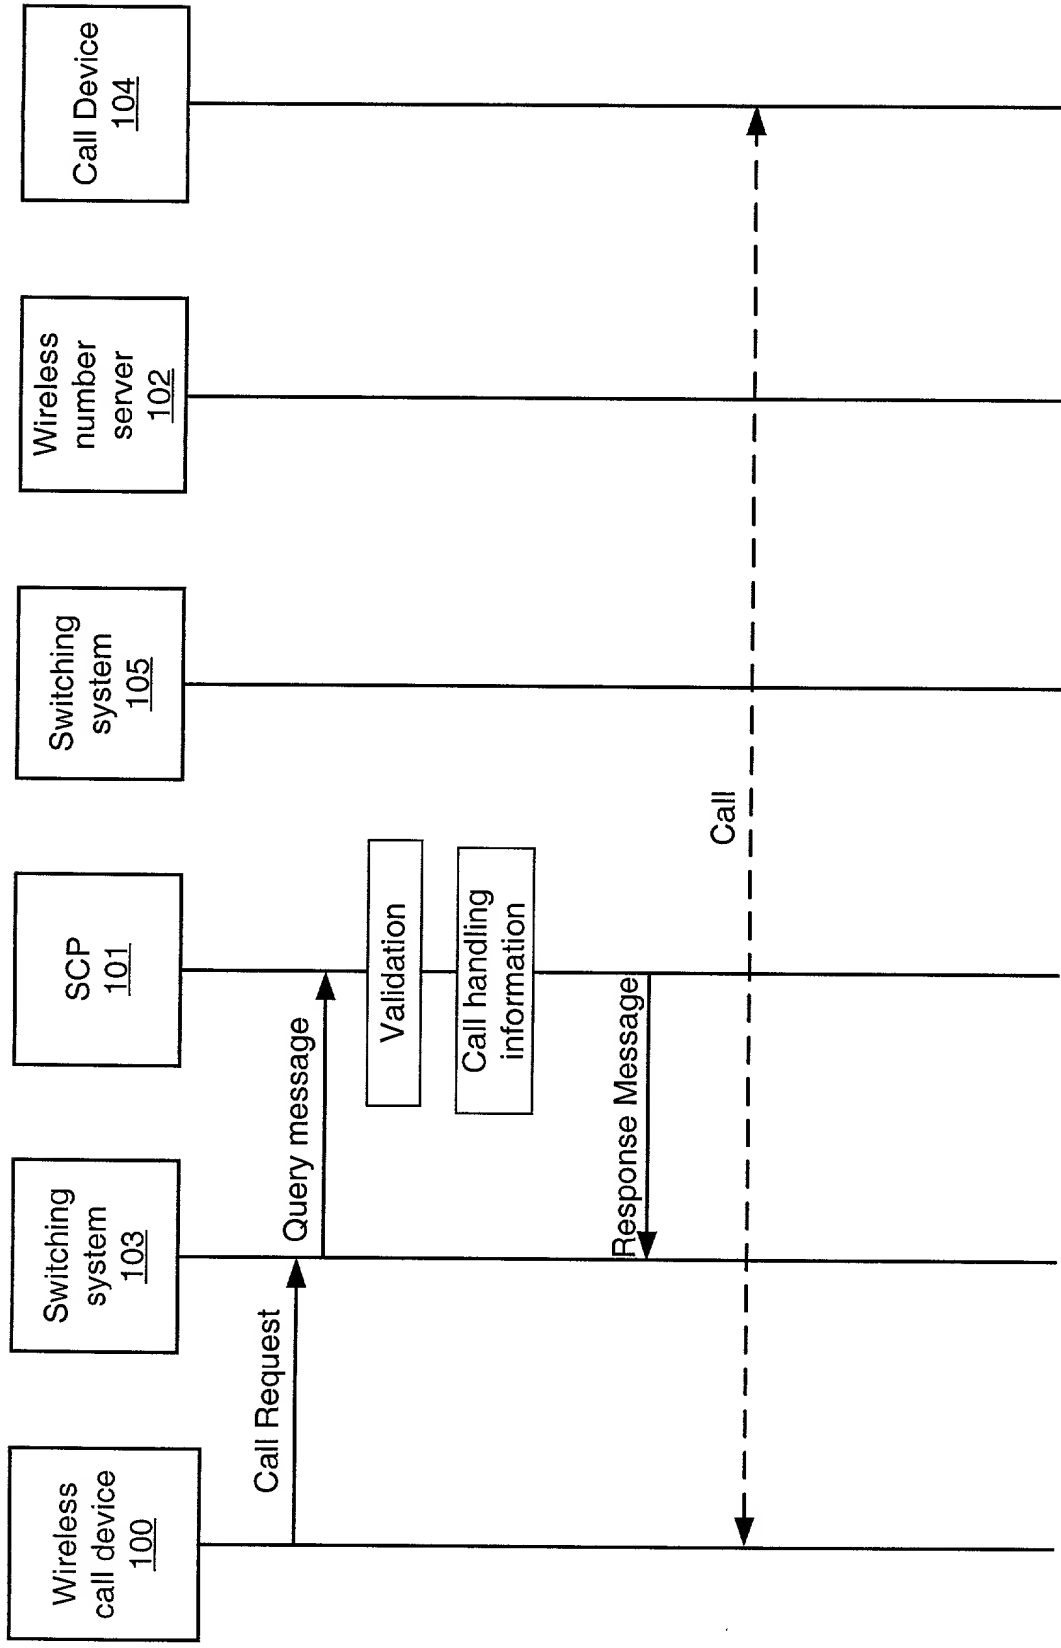 Wireless
call device
100
Switching
system
103
SCP
101
Switching
system
105
Wireless
number
server
102
Call Device
104
Call Request
Query message
Validation
Call handling
information
Response Message
Call